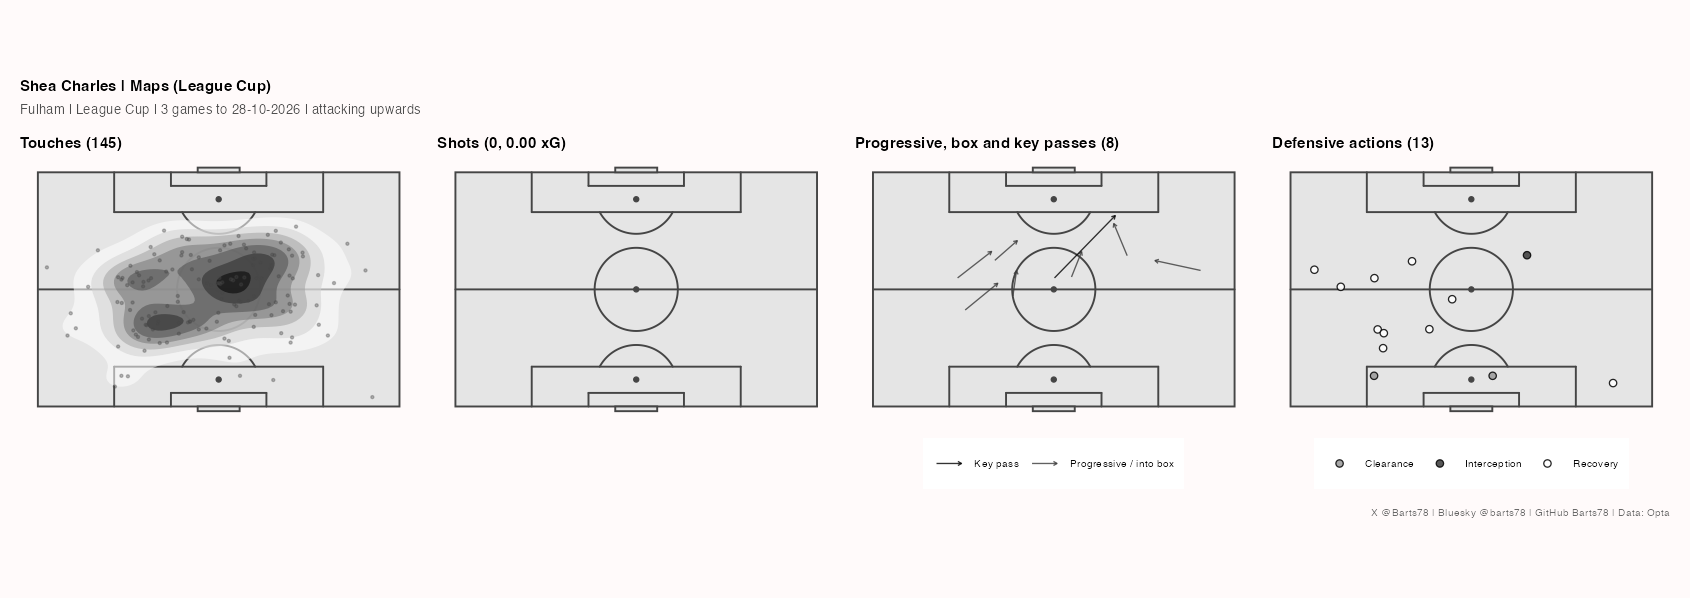 Shea Charles | Maps (League Cup)
Fulham | League Cup | 3 games to 28-10-2026 | attacking upwards
Touches (145)
Shots (0, 0.00 xG)
Progressive, box and key passes (8)
Defensive actions (13)
Key pass
Progressive / into box
Clearance
Interception
Recovery
X @Barts78 | Bluesky @barts78 | GitHub Barts78 | Data: Opta